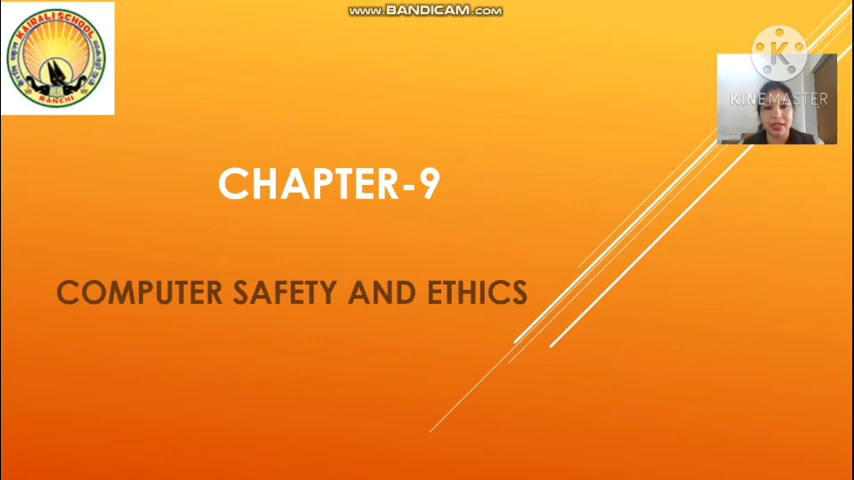 www.BANDICAM.com
KAIRALI SCHOOL
RANCHI
K
KINEMASTER
CHAPTER-9
COMPUTER SAFETY AND ETHICS